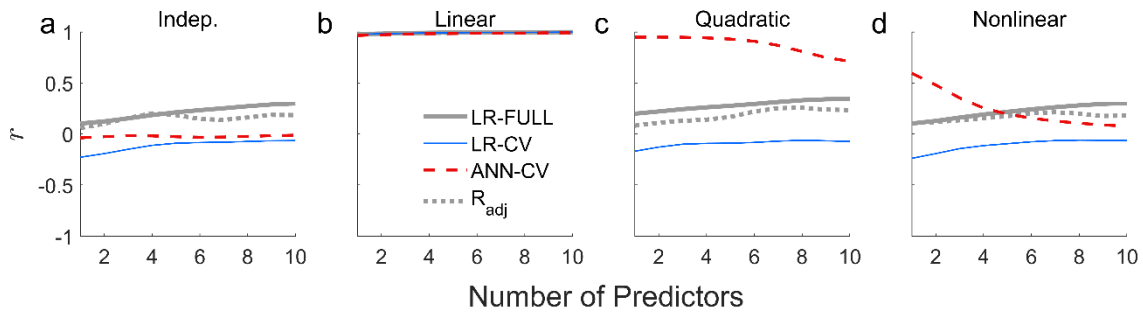 a Indep. b Linear c Quadratic d Nonlinear
1
0.5
0
-0.5
-1
r
LR-FULL
LR-CV
ANN-CV
R_adj
2 4 6 8 10 2 4 6 8 10 2 4 6 8 10 2 4 6 8 10
Number of Predictors